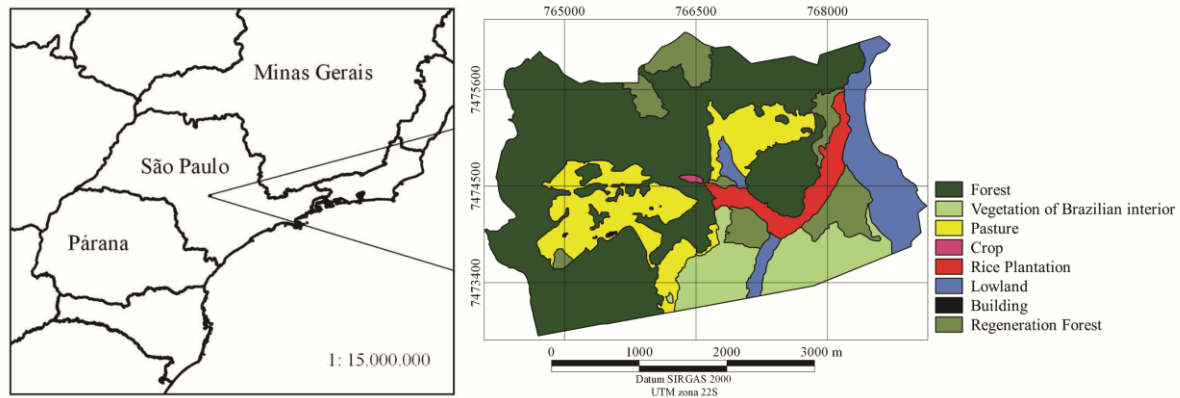 Minas Gerais
São Paulo
Párana
1: 15.000.000
765000 766500 768000
7475600
7474500
7473400
Forest
Vegetation of Brazilian interior
Pasture
Crop
Rice Plantation
Lowland
Building
Regeneration Forest
0 1000 2000 3000 m
Datum SIRGAS 2000
UTM zona 22S